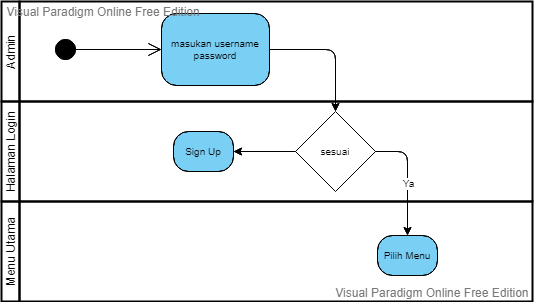 Visual Paradigm Online Free Edition
Admin
masukan username
password
Halaman Login
Sign Up
sesuai
Ya
Menu Utama
Pilih Menu
Visual Paradigm Online Free Edition